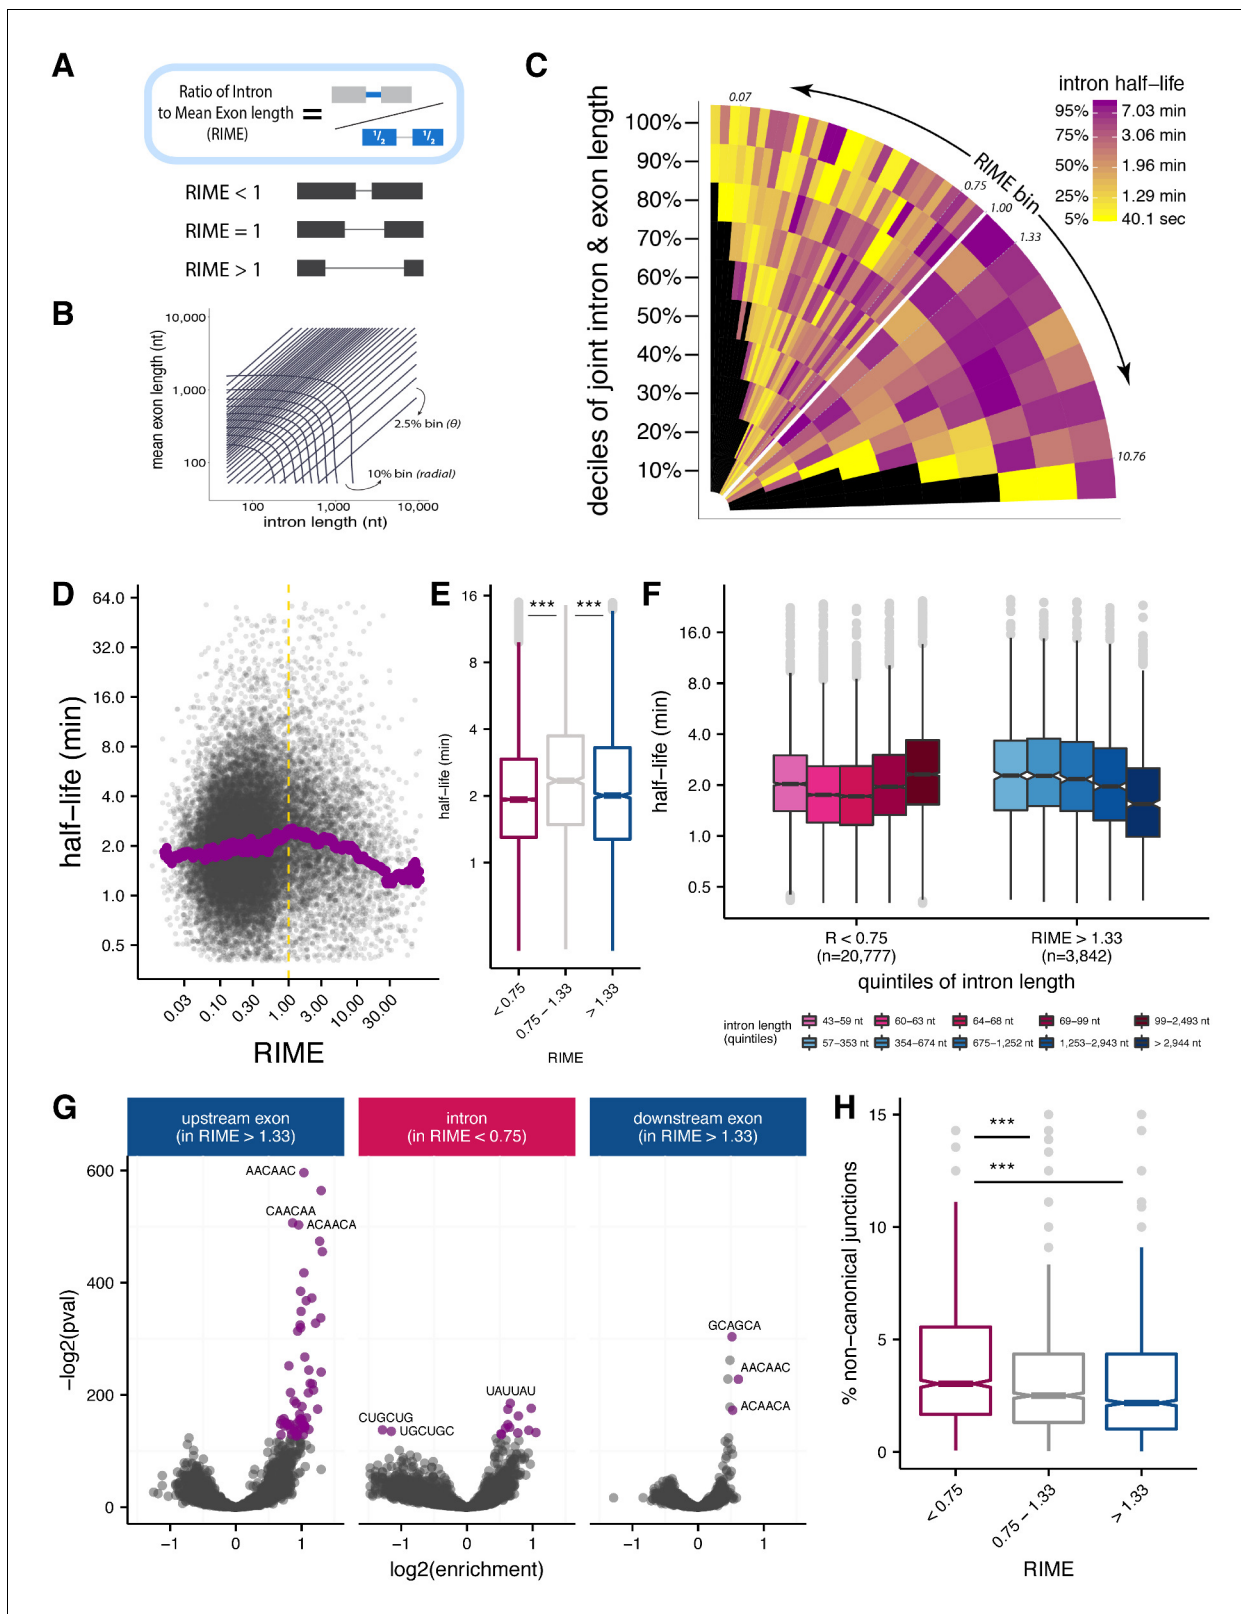 A
Ratio of Intron
to Mean Exon length
(RIME)
=
1/2
1/2
RIME < 1
RIME = 1
RIME > 1
B
mean exon length (nt)
10,000
1,000
100
2.5% bin (θ)
10% bin (radial)
100
1,000
10,000
intron length (nt)
C
deciles of joint intron & exon length
100%
90%
80%
70%
60%
50%
40%
30%
20%
10%
0.07
RIME bin
0.75
1.00
1.33
10.76
intron half−life
95% 7.03 min
75% 3.06 min
50% 1.96 min
25% 1.29 min
5% 40.1 sec
D
half−life (min)
64.0
32.0
16.0
8.0
4.0
2.0
1.0
0.5
0.03
0.10
0.30
1.00
3.00
10.00
30.00
RIME
E
half−life (min)
16
8
4
2
1
***
***
< 0.75
0.75 − 1.33
> 1.33
RIME
F
half−life (min)
16.0
8.0
4.0
2.0
1.0
0.5
R < 0.75
(n=20,777)
RIME > 1.33
(n=3,842)
quintiles of intron length
intron length
(quintiles)
43−59 nt
60−63 nt
64−68 nt
69−99 nt
99−2,493 nt
57−353 nt
354−674 nt
675−1,252 nt
1,253−2,943 nt
> 2,944 nt
G
upstream exon
(in RIME > 1.33)
intron
(in RIME < 0.75)
downstream exon
(in RIME > 1.33)
−log2(pval)
600
400
200
0
AACAAC
CAACAA
ACAACA
CUGCUG
UGCUGC
UAUUAU
GCAGCA
AACAAC
ACAACA
−1
0
1
−1
0
1
−1
0
1
log2(enrichment)
H
% non−canonical junctions
15
10
5
0
***
***
< 0.75
0.75 − 1.33
> 1.33
RIME